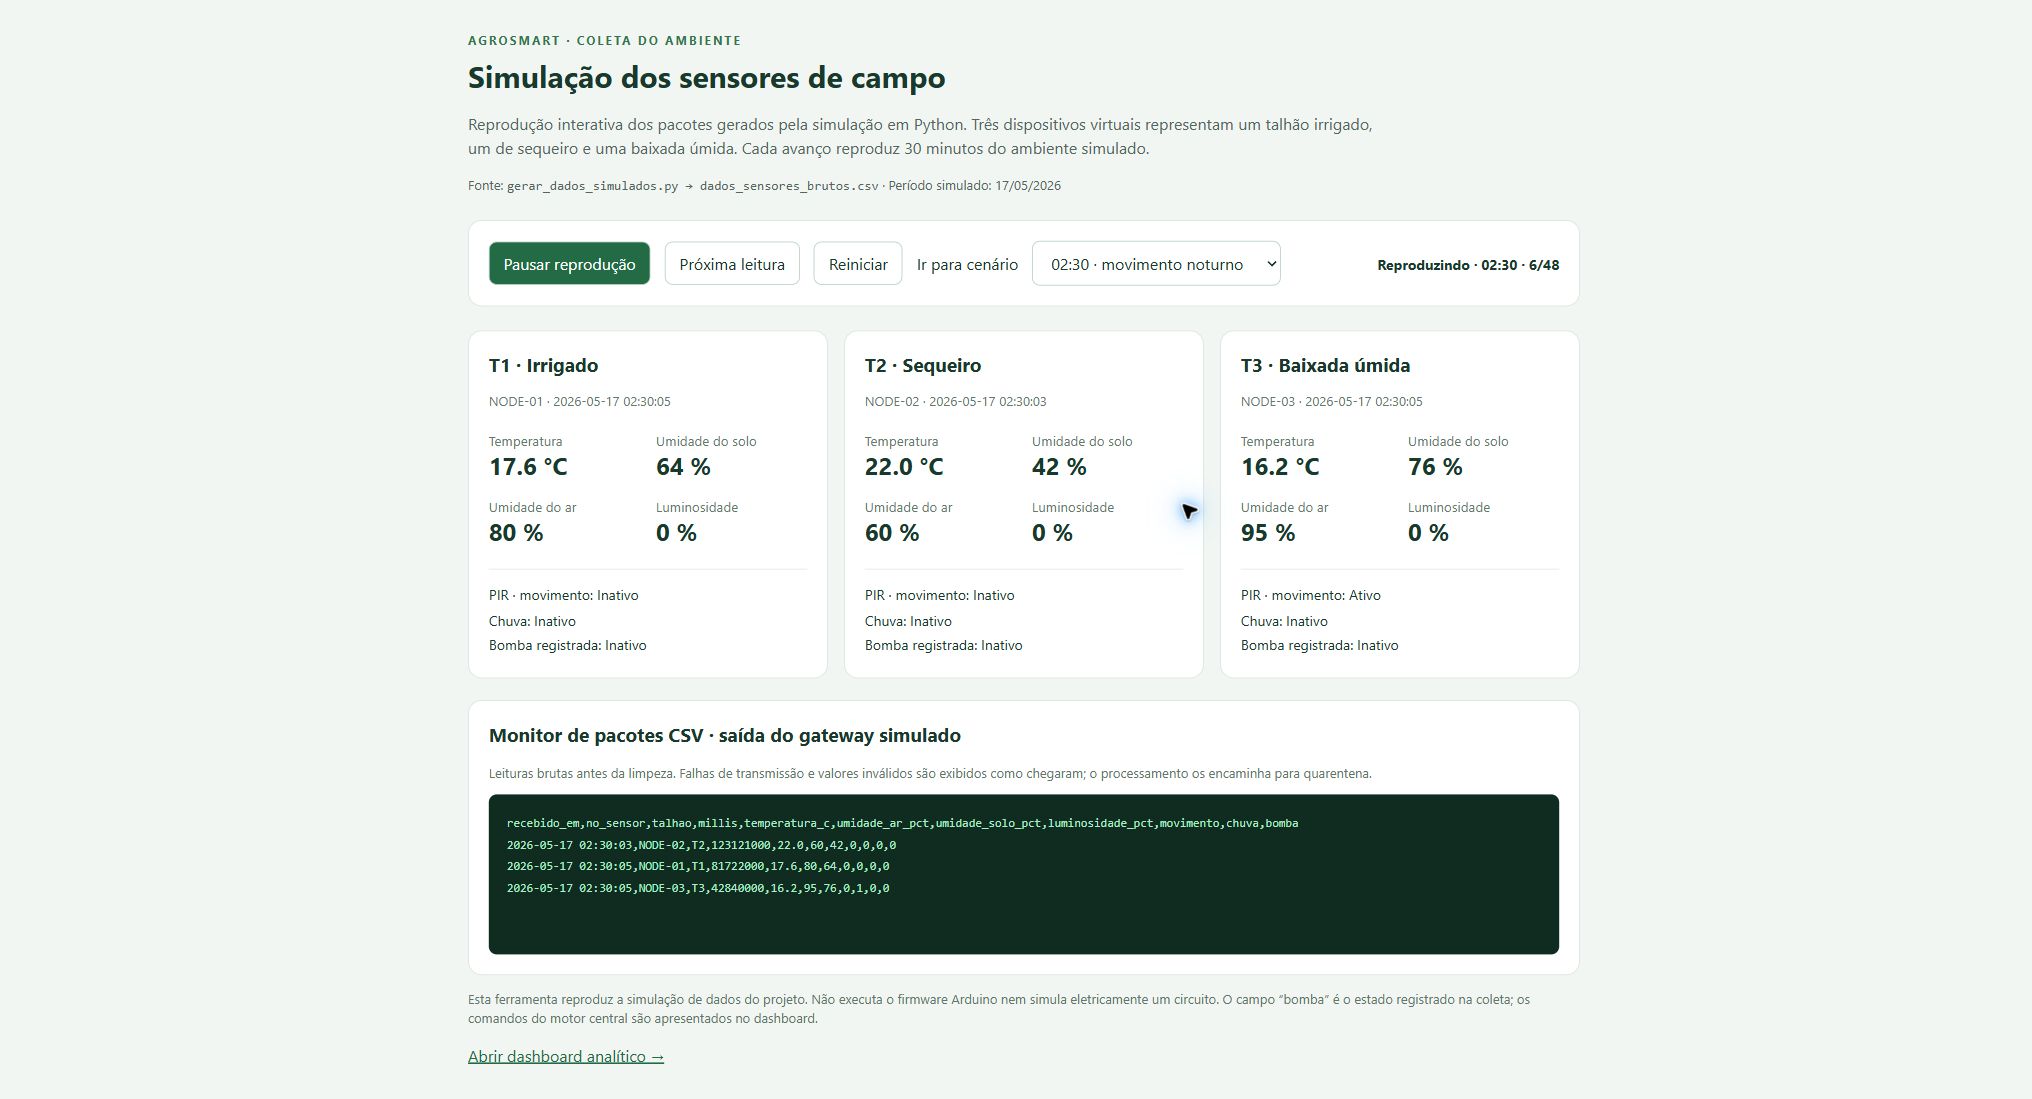 AGROSMART · COLETA DO AMBIENTE
Simulação dos sensores de campo
Reprodução interativa dos pacotes gerados pela simulação em Python. Três dispositivos virtuais representam um talhão irrigado,
um de sequeiro e uma baixada úmida. Cada avanço reproduz 30 minutos do ambiente simulado.
Fonte: gerar_dados_simulados.py → dados_sensores_brutos.csv · Período simulado: 17/05/2026
Pausar reprodução Próxima leitura Reiniciar Ir para cenário 02:30 · movimento noturno Reproduzindo · 02:30 · 6/48
T1 · Irrigado
NODE-01 · 2026-05-17 02:30:05
Temperatura Umidade do solo
17.6 °C 64 %
Umidade do ar Luminosidade
80 % 0 %
PIR · movimento: Inativo
Chuva: Inativo
Bomba registrada: Inativo
T2 · Sequeiro
NODE-02 · 2026-05-17 02:30:03
Temperatura Umidade do solo
22.0 °C 42 %
Umidade do ar Luminosidade
60 % 0 %
PIR · movimento: Inativo
Chuva: Inativo
Bomba registrada: Inativo
T3 · Baixada úmida
NODE-03 · 2026-05-17 02:30:05
Temperatura Umidade do solo
16.2 °C 76 %
Umidade do ar Luminosidade
95 % 0 %
PIR · movimento: Ativo
Chuva: Inativo
Bomba registrada: Inativo
Monitor de pacotes CSV · saída do gateway simulado
Leituras brutas antes da limpeza. Falhas de transmissão e valores inválidos são exibidos como chegaram; o processamento os encaminha para quarentena.
recebido_em,no_sensor,talhao,millis,temperatura_c,umidade_ar_pct,umidade_solo_pct,luminosidade_pct,movimento,chuva,bomba
2026-05-17 02:30:03,NODE-02,T2,123121000,22.0,60,42,0,0,0,0
2026-05-17 02:30:05,NODE-01,T1,81722000,17.6,80,64,0,0,0,0
2026-05-17 02:30:05,NODE-03,T3,42840000,16.2,95,76,0,1,0,0
Esta ferramenta reproduz a simulação de dados do projeto. Não executa o firmware Arduino nem simula eletricamente um circuito. O campo “bomba” é o estado registrado na coleta; os
comandos do motor central são apresentados no dashboard.
Abrir dashboard analítico →